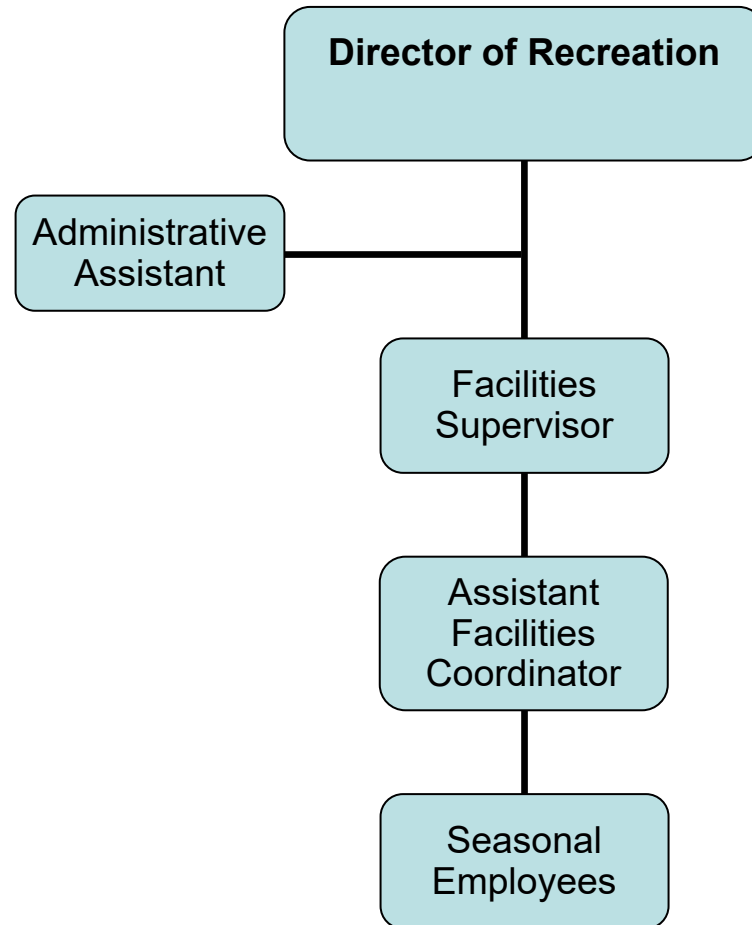 Director of Recreation
Administrative
Assistant
Facilities
Supervisor
Assistant
Facilities
Coordinator
Seasonal
Employees